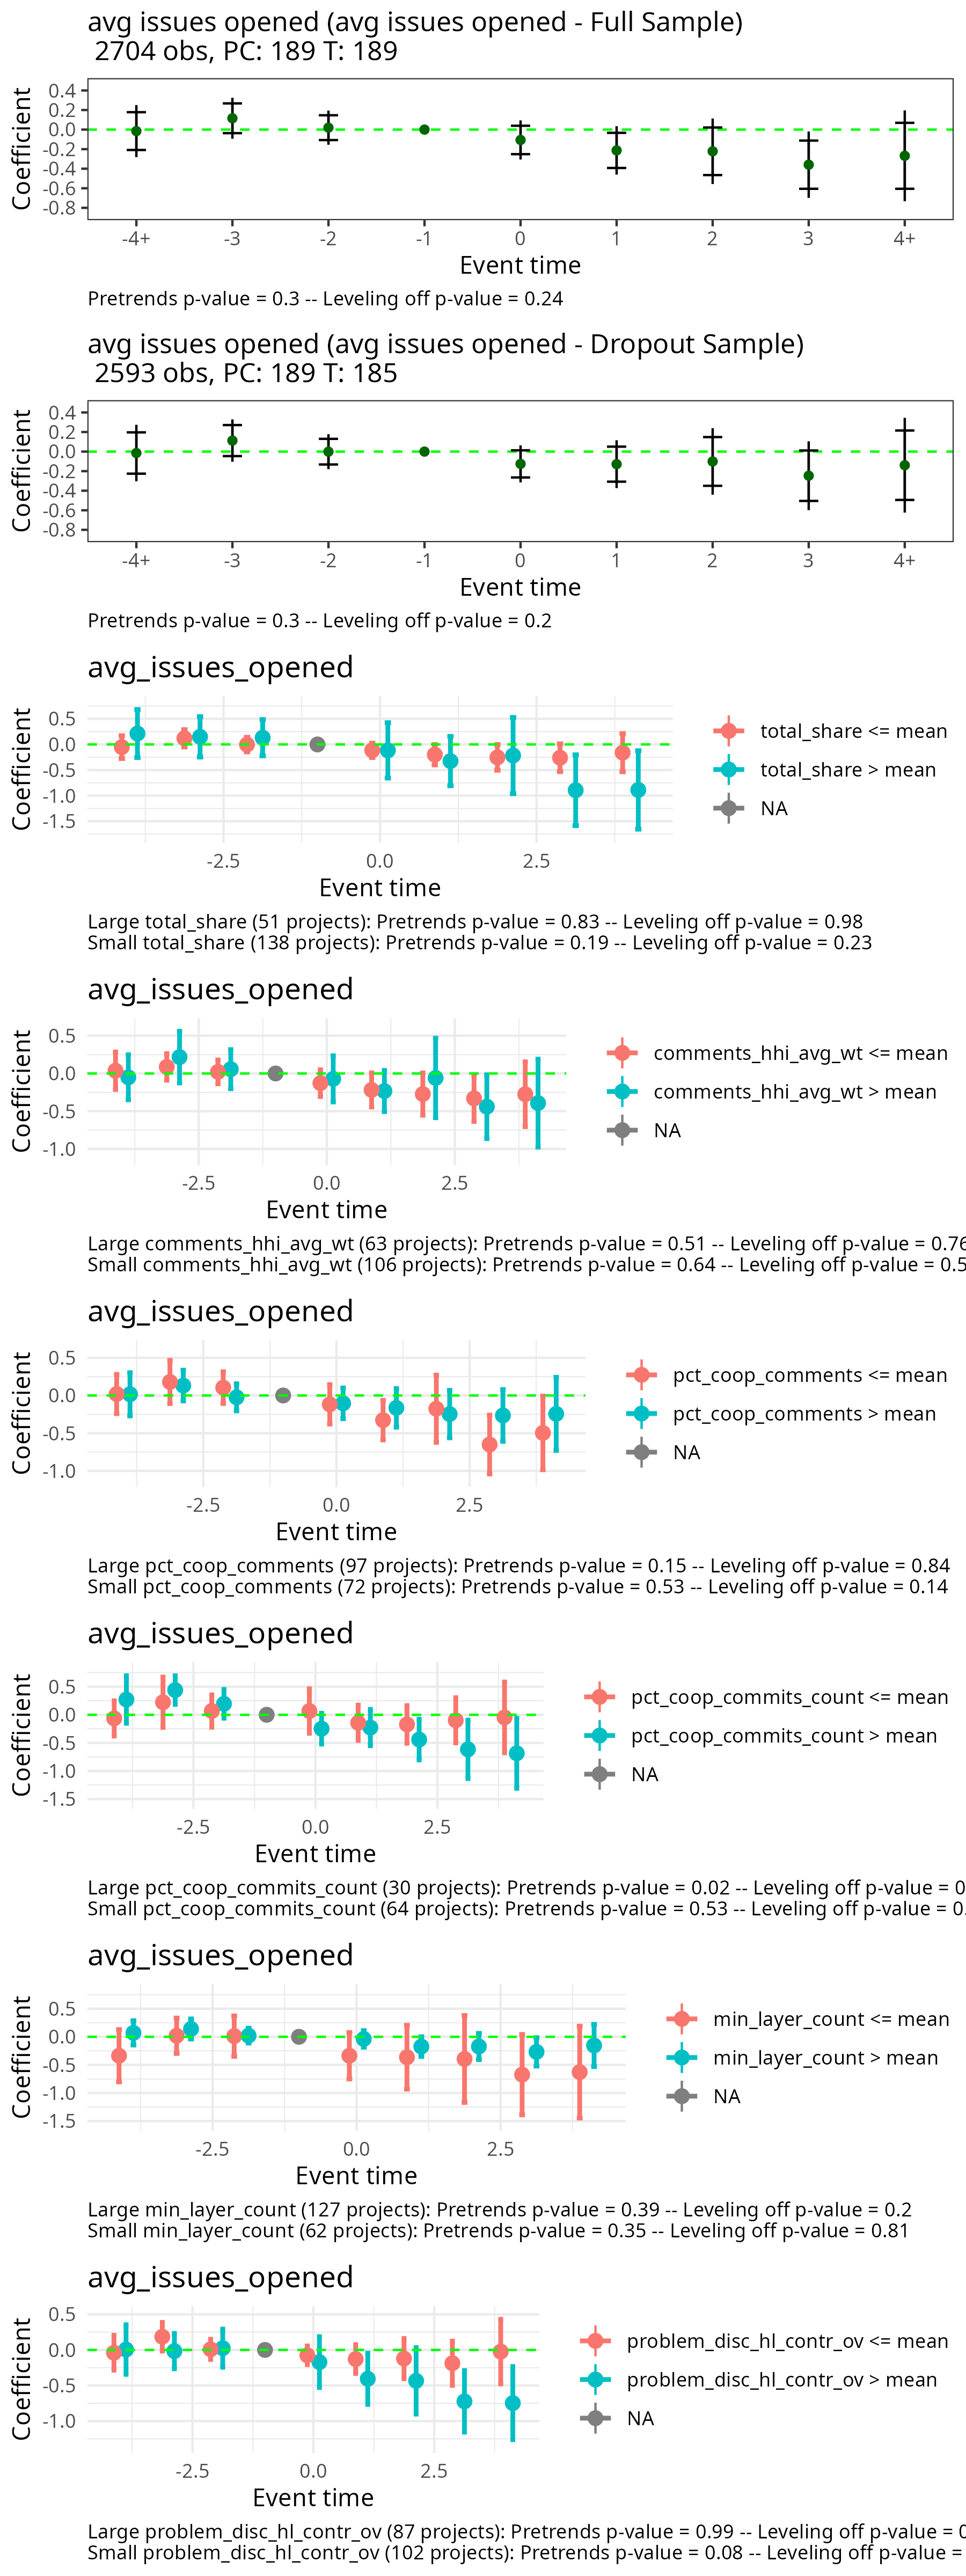 avg issues opened (avg issues opened - Full Sample)
2704 obs, PC: 189 T: 189
Coefficient
0.4
0.2
0.0
-0.2
-0.4
-0.6
-0.8
-4+ -3 -2 -1 0 1 2 3 4+
Event time
Pretrends p-value = 0.3 -- Leveling off p-value = 0.24
avg issues opened (avg issues opened - Dropout Sample)
2593 obs, PC: 189 T: 185
Coefficient
0.4
0.2
0.0
-0.2
-0.4
-0.6
-0.8
-4+ -3 -2 -1 0 1 2 3 4+
Event time
Pretrends p-value = 0.3 -- Leveling off p-value = 0.2
avg_issues_opened
Coefficient
0.5
0.0
-0.5
-1.0
-1.5
-2.5 0.0 2.5
Event time
total_share <= mean
total_share > mean
NA
Large total_share (51 projects): Pretrends p-value = 0.83 -- Leveling off p-value = 0.98
Small total_share (138 projects): Pretrends p-value = 0.19 -- Leveling off p-value = 0.23
avg_issues_opened
Coefficient
0.5
0.0
-0.5
-1.0
-2.5 0.0 2.5
Event time
comments_hhi_avg_wt <= mean
comments_hhi_avg_wt > mean
NA
Large comments_hhi_avg_wt (63 projects): Pretrends p-value = 0.51 -- Leveling off p-value = 0.76
Small comments_hhi_avg_wt (106 projects): Pretrends p-value = 0.64 -- Leveling off p-value = 0.5
avg_issues_opened
Coefficient
0.5
0.0
-0.5
-1.0
-2.5 0.0 2.5
Event time
pct_coop_comments <= mean
pct_coop_comments > mean
NA
Large pct_coop_comments (97 projects): Pretrends p-value = 0.15 -- Leveling off p-value = 0.84
Small pct_coop_comments (72 projects): Pretrends p-value = 0.53 -- Leveling off p-value = 0.14
avg_issues_opened
Coefficient
0.5
0.0
-0.5
-1.0
-1.5
-2.5 0.0 2.5
Event time
pct_coop_commits_count <= mean
pct_coop_commits_count > mean
NA
Large pct_coop_commits_count (30 projects): Pretrends p-value = 0.02 -- Leveling off p-value = 0
Small pct_coop_commits_count (64 projects): Pretrends p-value = 0.53 -- Leveling off p-value = 0.
avg_issues_opened
Coefficient
0.5
0.0
-0.5
-1.0
-1.5
-2.5 0.0 2.5
Event time
min_layer_count <= mean
min_layer_count > mean
NA
Large min_layer_count (127 projects): Pretrends p-value = 0.39 -- Leveling off p-value = 0.2
Small min_layer_count (62 projects): Pretrends p-value = 0.35 -- Leveling off p-value = 0.81
avg_issues_opened
Coefficient
0.5
0.0
-0.5
-1.0
-2.5 0.0 2.5
Event time
problem_disc_hl_contr_ov <= mean
problem_disc_hl_contr_ov > mean
NA
Large problem_disc_hl_contr_ov (87 projects): Pretrends p-value = 0.99 -- Leveling off p-value = 0
Small problem_disc_hl_contr_ov (102 projects): Pretrends p-value = 0.08 -- Leveling off p-value =